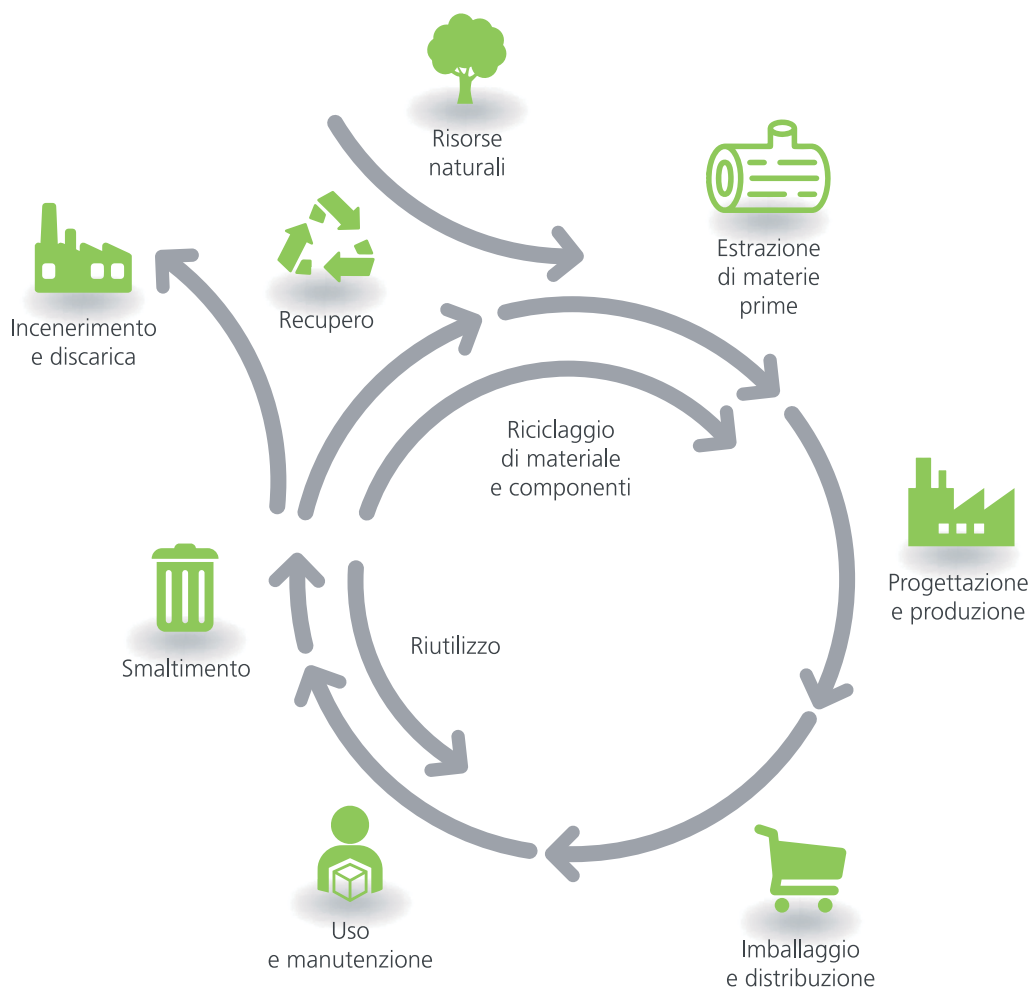 Risorse
naturali
Estrazione
di materie
prime
Recupero
Incenerimento
e discarica
Riciclaggio
di materiale
e componenti
Progettazione
e produzione
Riutilizzo
Smaltimento
Uso
e manutenzione
Imballaggio
e distribuzione